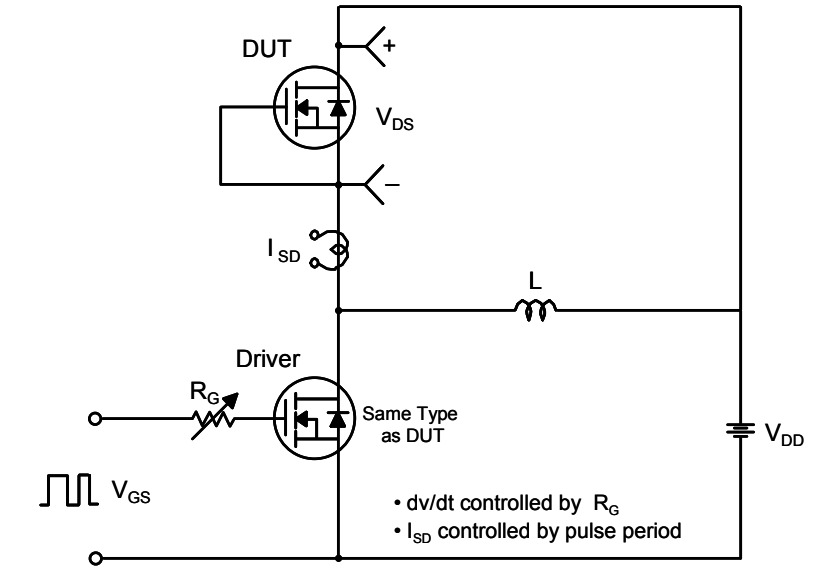 DUT
+
V_DS
–
I_SD
L
Driver
R_G
Same Type
as DUT
V_DD
V_GS
• dv/dt controlled by R_G
• I_SD controlled by pulse period